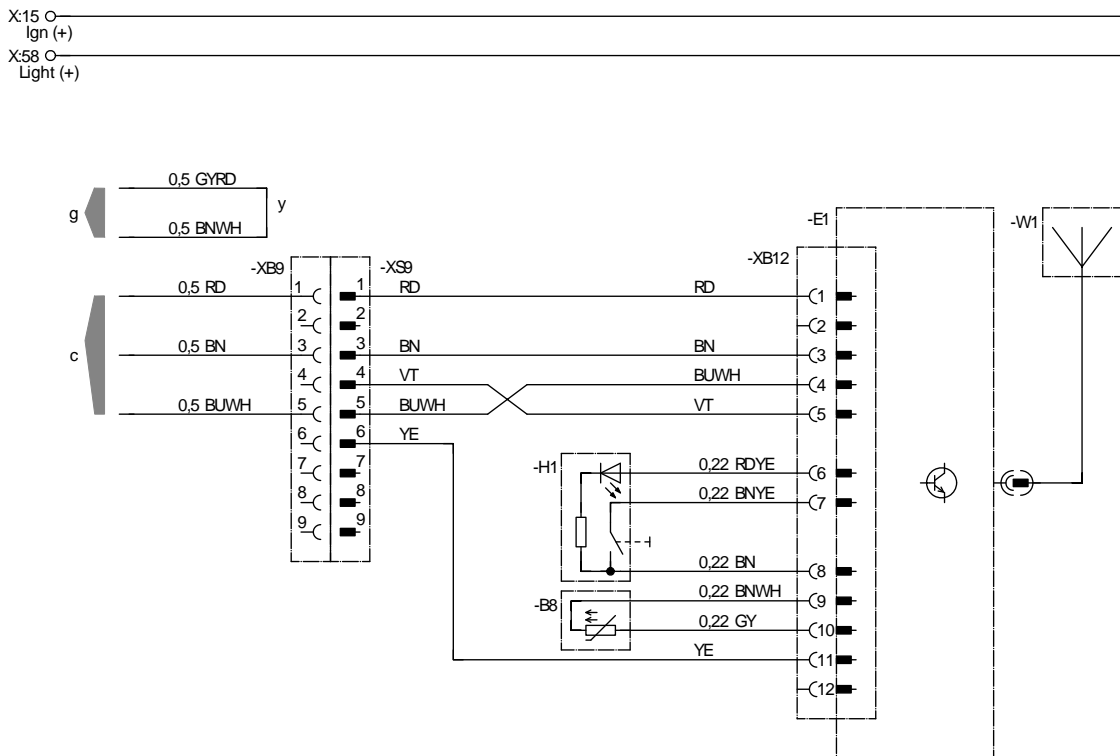 X:15
Ign (+)
X:58
Light (+)
0,5 GYRD
g
y
0,5 BNWH
-E1
-W1
-XB9
-XS9
-XB12
0,5 RD
1
1
RD
RD
1
2
2
2
c
0,5 BN
3
3
BN
BN
3
4
4
VT
BUWH
4
0,5 BUWH
5
5
BUWH
VT
5
6
6
YE
-H1
0,22 RDYE
6
7
7
0,22 BNYE
7
8
8
9
9
0,22 BN
8
-B8
0,22 BNWH
9
0,22 GY
10
YE
11
12